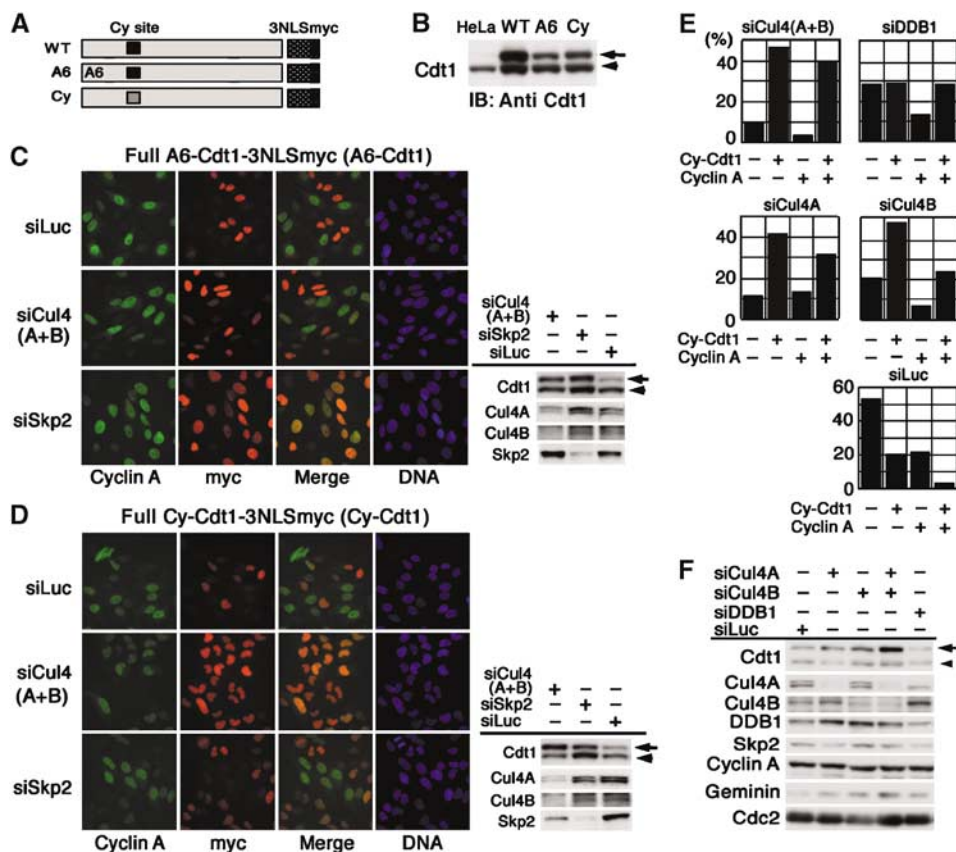 A
Cy site 3NLSmyc
WT
A6 A6
Cy
B
HeLa WT A6 Cy
Cdt1
IB: Anti Cdt1
C
Full A6-Cdt1-3NLSmyc (A6-Cdt1)
siLuc
siCul4
(A+B)
siSkp2
Cyclin A myc Merge DNA
siCul4
(A+B) + − −
siSkp2 − + −
siLuc − − +
Cdt1
Cul4A
Cul4B
Skp2
D
Full Cy-Cdt1-3NLSmyc (Cy-Cdt1)
siLuc
siCul4
(A+B)
siSkp2
Cyclin A myc Merge DNA
siCul4
(A+B) + − −
siSkp2 − + −
siLuc − − +
Cdt1
Cul4A
Cul4B
Skp2
E
siCul4(A+B) siDDB1
(%)
40
20
0
Cy-Cdt1 − + − + − + − +
Cyclin A − − + + − − + +
siCul4A siCul4B
40
20
0
Cy-Cdt1 − + − + − + − +
Cyclin A − − + + − − + +
siLuc
60
40
20
0
Cy-Cdt1 − + − +
Cyclin A − − + +
F
siCul4A − + − + −
siCul4B − − + + −
siDDB1 − − − − +
siLuc + − − − −
Cdt1
Cul4A
Cul4B
DDB1
Skp2
Cyclin A
Geminin
Cdc2